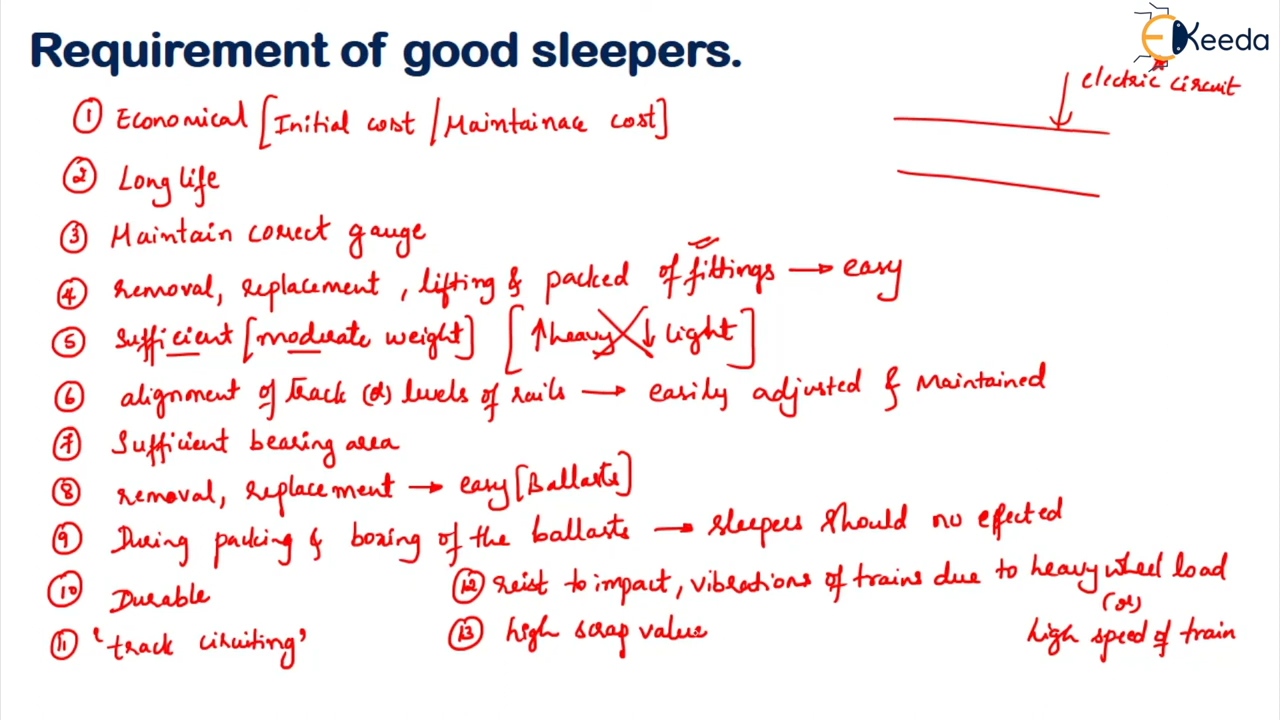 Requirement of good sleepers.
EKeeda
electric circuit
① Economical [Initial cost / Maintainace cost]
② Long life
③ Maintain correct gauge
④ removal, replacement, lifting & packed of fittings → easy
⑤ Sufficient [moderate weight] [↑heavy ↓ light]
⑥ alignment of track (or) levels of rails → easily adjusted & Maintained
⑦ Sufficient bearing area
⑧ removal, replacement → easy [Ballasts]
⑨ During packing & boxing of the ballasts → sleepers should no effected
⑩ Durable
⑪ 'track circuiting'
⑫ reist to impact, vibrations of trains due to heavy wheel load
(or)
high speed of train
⑬ high scrap value